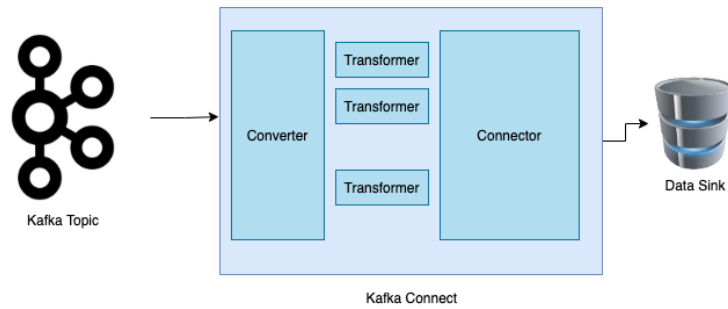 Kafka Topic
Converter
Transformer
Transformer
Transformer
Connector
Data Sink
Kafka Connect